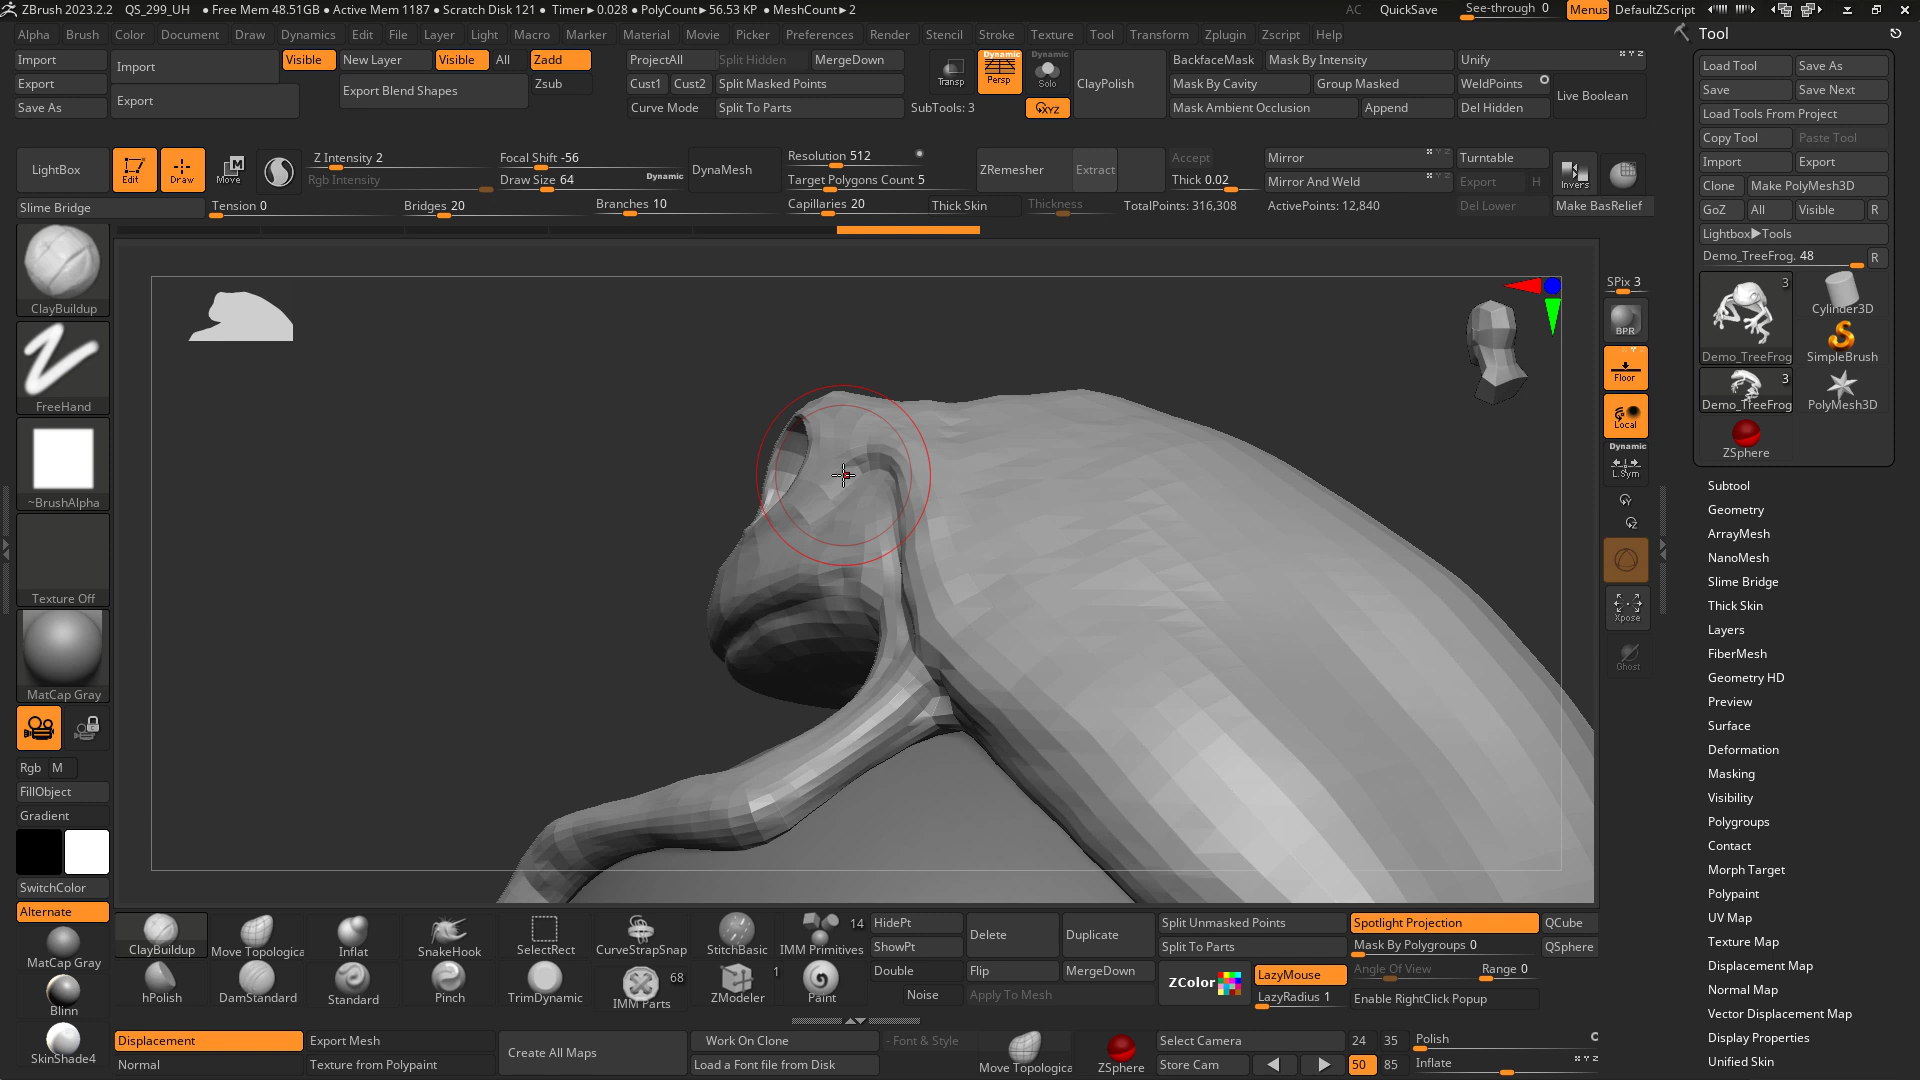 ZBrush 2023.2.2 QS_299_UH • Free Mem 48.51GB • Active Mem 1187 • Scratch Disk 121 • Timer▸0.028 • PolyCount▸56.53 KP • MeshCount▸2 AC QuickSave See-through 0 Menus DefaultZScript
Alpha Brush Color Document Draw Dynamics Edit File Layer Light Macro Marker Material Movie Picker Preferences Render Stencil Stroke Texture Tool Transform Zplugin Zscript Help
Tool
Import Import Visible New Layer Visible All Zadd ProjectAll Split Hidden MergeDown
Export Export Export Blend Shapes Zsub Cust1 Cust2 Split Masked Points
Save As Curve Mode Split To Parts SubTools: 3
Transp Dynamic Persp Dynamic Solo XYZ ClayPolish
BackfaceMask Mask By Intensity Unify
Mask By Cavity Group Masked WeldPoints Live Boolean
Mask Ambient Occlusion Append Del Hidden
LightBox Edit Draw Move
Z Intensity 2 Focal Shift -56
Rgb Intensity Draw Size 64 Dynamic
DynaMesh Resolution 512
Target Polygons Count 5
ZRemesher Extract Accept
Thick 0.02
Mirror Turntable
Mirror And Weld Export H
Invers
Slime Bridge Tension 0 Bridges 20 Branches 10 Capillaries 20 Thick Skin Thickness TotalPoints: 316,308 ActivePoints: 12,840 Del Lower Make BasRelief
ClayBuildup
FreeHand
~BrushAlpha
Texture Off
MatCap Gray
Rgb M
FillObject
Gradient
SwitchColor
Alternate
MatCap Gray
Blinn
SkinShade4
SPix 3
BPR
Floor
Local
Dynamic
L.Sym
Xpose
Ghost
Load Tool Save As
Save Save Next
Load Tools From Project
Copy Tool Paste Tool
Import Export
Clone Make PolyMesh3D
GoZ All Visible R
Lightbox▶Tools
Demo_TreeFrog. 48 R
3
Demo_TreeFrog Cylinder3D
SimpleBrush
3
Demo_TreeFrog PolyMesh3D
ZSphere
Subtool
Geometry
ArrayMesh
NanoMesh
Slime Bridge
Thick Skin
Layers
FiberMesh
Geometry HD
Preview
Surface
Deformation
Masking
Visibility
Polygroups
Contact
Morph Target
Polypaint
UV Map
Texture Map
Displacement Map
Normal Map
Vector Displacement Map
Display Properties
Unified Skin
ClayBuildup Move Topologica Inflat SnakeHook SelectRect CurveStrapSnap StitchBasic IMM Primitives 14
hPolish DamStandard Standard Pinch TrimDynamic IMM Parts 68 ZModeler 1 Paint
HidePt Delete Duplicate Split Unmasked Points Spotlight Projection QCube
ShowPt Split To Parts Mask By Polygroups 0 QSphere
Double Flip MergeDown ZColor LazyMouse Angle Of View Range 0
Noise Apply To Mesh LazyRadius 1 Enable RightClick Popup
Displacement Export Mesh Create All Maps Work On Clone - Font & Style Move Topologica ZSphere Select Camera 24 35 Polish
Normal Texture from Polypaint Load a Font file from Disk Store Cam 50 85 Inflate